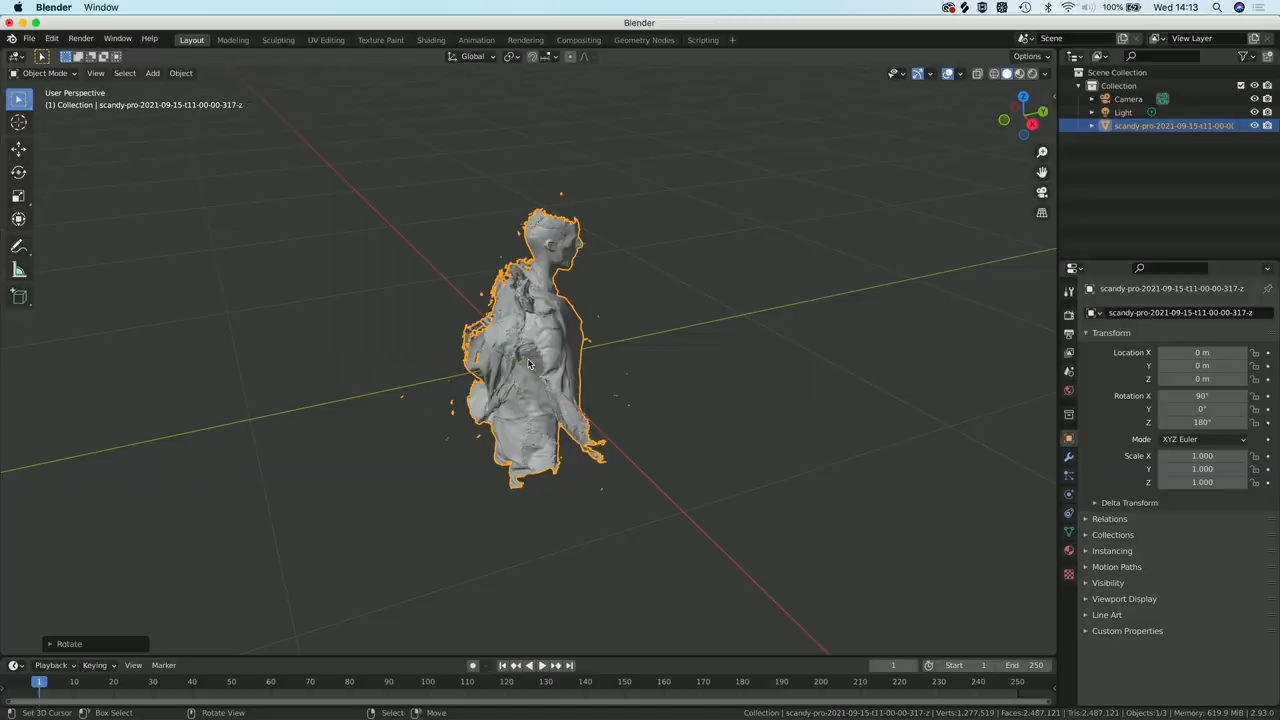 Blender Window 100% Wed 14:13
Blender
File Edit Render Window Help Layout Modeling Sculpting UV Editing Texture Paint Shading Animation Rendering Compositing Geometry Nodes Scripting + Scene View Layer
Global Options
Object Mode View Select Add Object
User Perspective
(1) Collection | scandy-pro-2021-09-15-t11-00-00-317-z
Z
Y
X
Scene Collection
Collection
Camera
Light
scandy-pro-2021-09-15-t11-00-0(
scandy-pro-2021-09-15-t11-00-00-317-z
scandy-pro-2021-09-15-t11-00-00-317-z
Transform
Location X 0 m
Y 0 m
Z 0 m
Rotation X 90°
Y 0°
Z 180°
Mode XYZ Euler
Scale X 1.000
Y 1.000
Z 1.000
Delta Transform
Relations
Collections
Instancing
Motion Paths
Visibility
Viewport Display
Line Art
Custom Properties
Rotate
Playback Keying View Marker 1 Start 1 End 250
1 10 20 30 40 50 60 70 80 90 100 110 120 130 140 150 160 170 180 190 200 210 220 230 240 250
Set 3D Cursor Box Select Rotate View Select Move Collection | scandy-pro-2021-09-15-t11-00-00-317-z | Verts:1,277,519 | Faces:2,487,121 | Tris:2,487,121 | Objects:1/3 | Memory: 619.9 MiB | 2.93.0